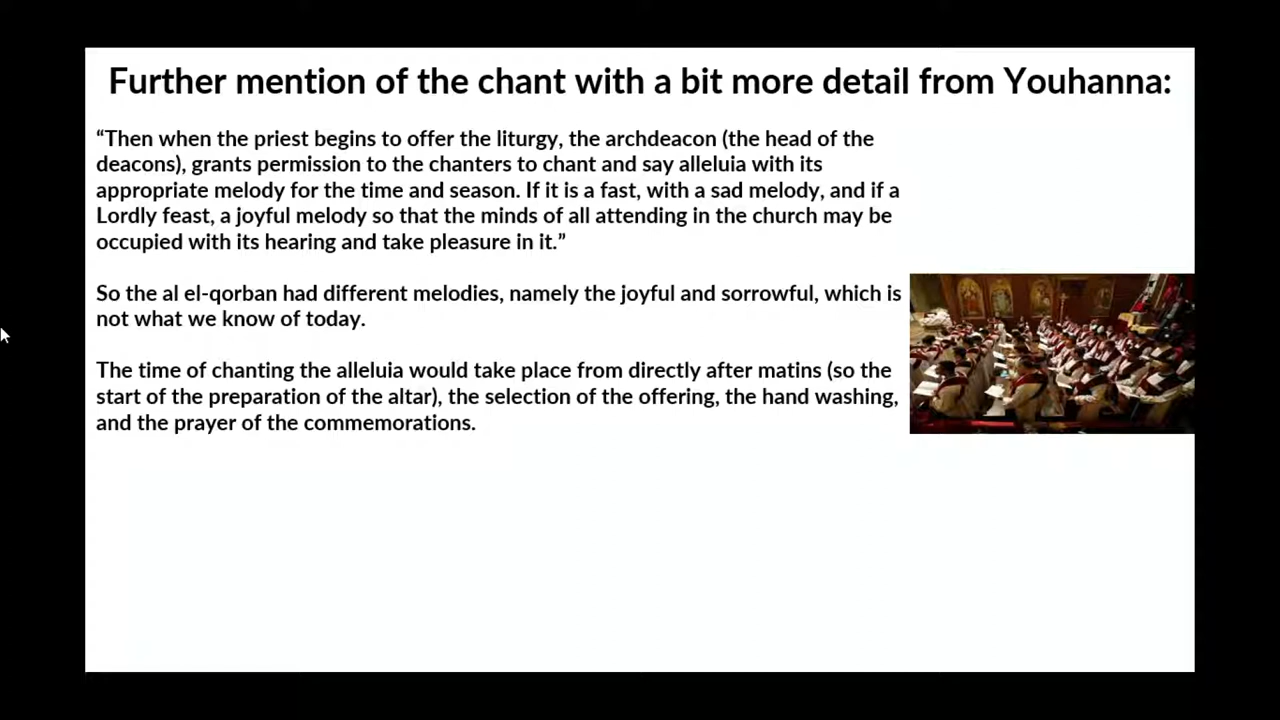 Further mention of the chant with a bit more detail from Youhanna:
“Then when the priest begins to offer the liturgy, the archdeacon (the head of the
deacons), grants permission to the chanters to chant and say alleluia with its
appropriate melody for the time and season. If it is a fast, with a sad melody, and if a
Lordly feast, a joyful melody so that the minds of all attending in the church may be
occupied with its hearing and take pleasure in it.”
So the al el-qorban had different melodies, namely the joyful and sorrowful, which is
not what we know of today.
The time of chanting the alleluia would take place from directly after matins (so the
start of the preparation of the altar), the selection of the offering, the hand washing,
and the prayer of the commemorations.